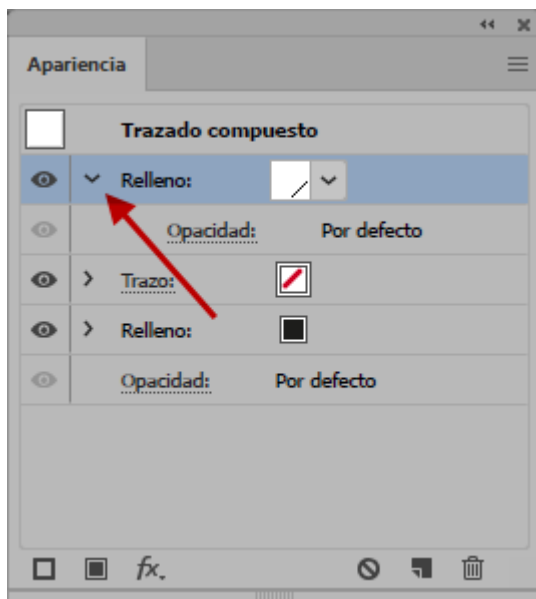 Apariencia
Trazado compuesto
Relleno:
Opacidad: Por defecto
Trazo:
Relleno:
Opacidad: Por defecto
fx.